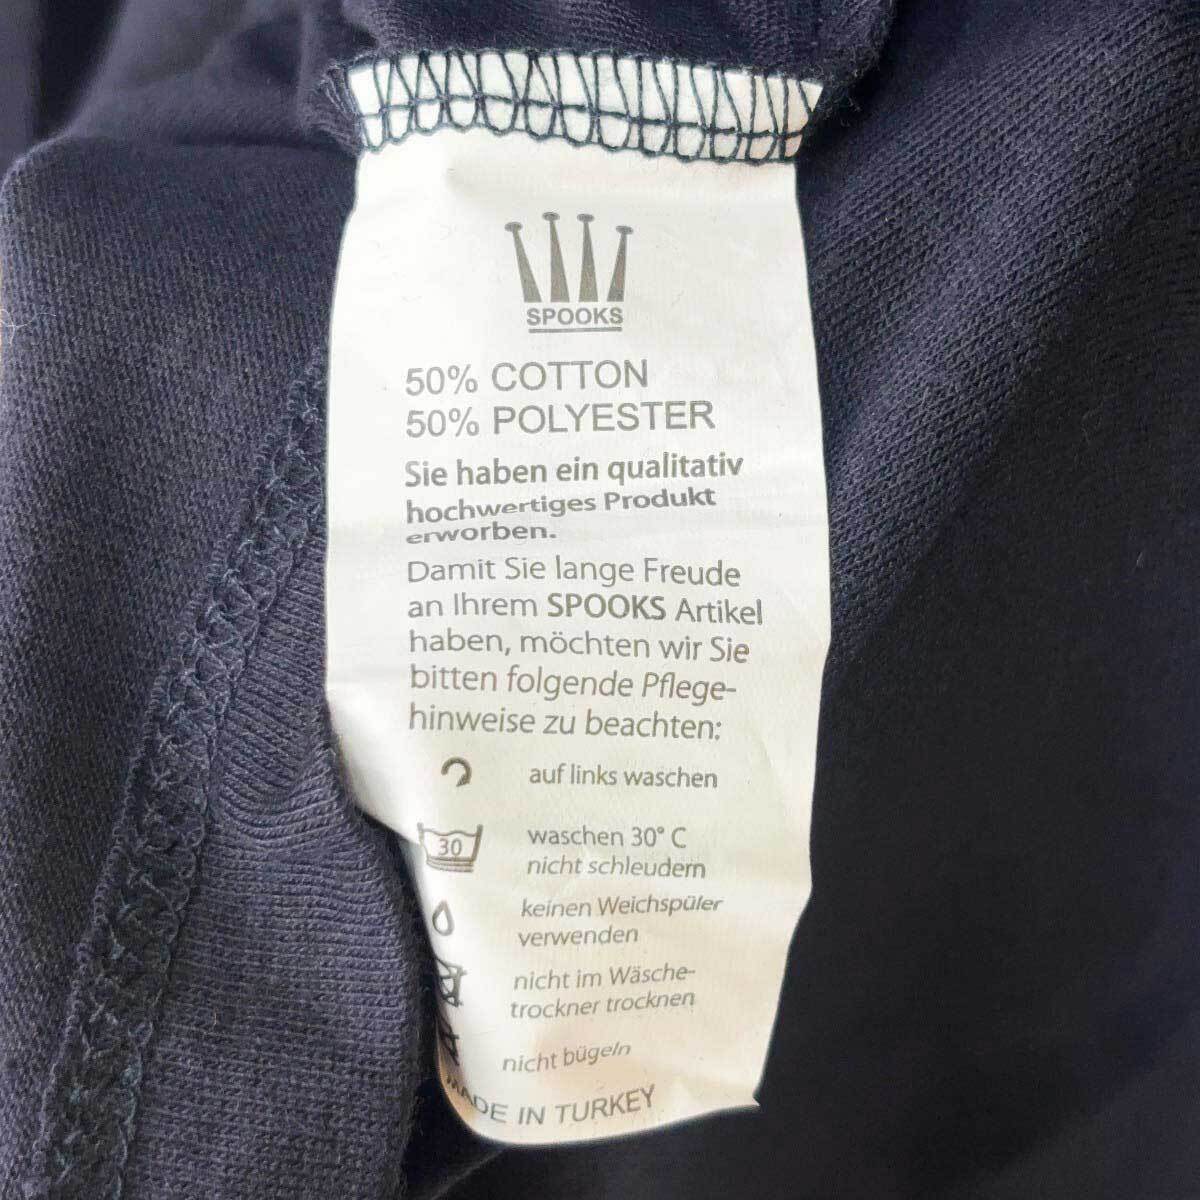 SPOOKS
50% COTTON
50% POLYESTER
Sie haben ein qualitativ
hochwertiges Produkt
erworben.
Damit Sie lange Freude
an Ihrem SPOOKS Artikel
haben, möchten wir Sie
bitten folgende Pflege-
hinweise zu beachten:
auf links waschen
30 waschen 30° C
nicht schleudern
keinen Weichspüler
verwenden
nicht im Wäsche-
trockner trocknen
nicht bügeln
MADE IN TURKEY